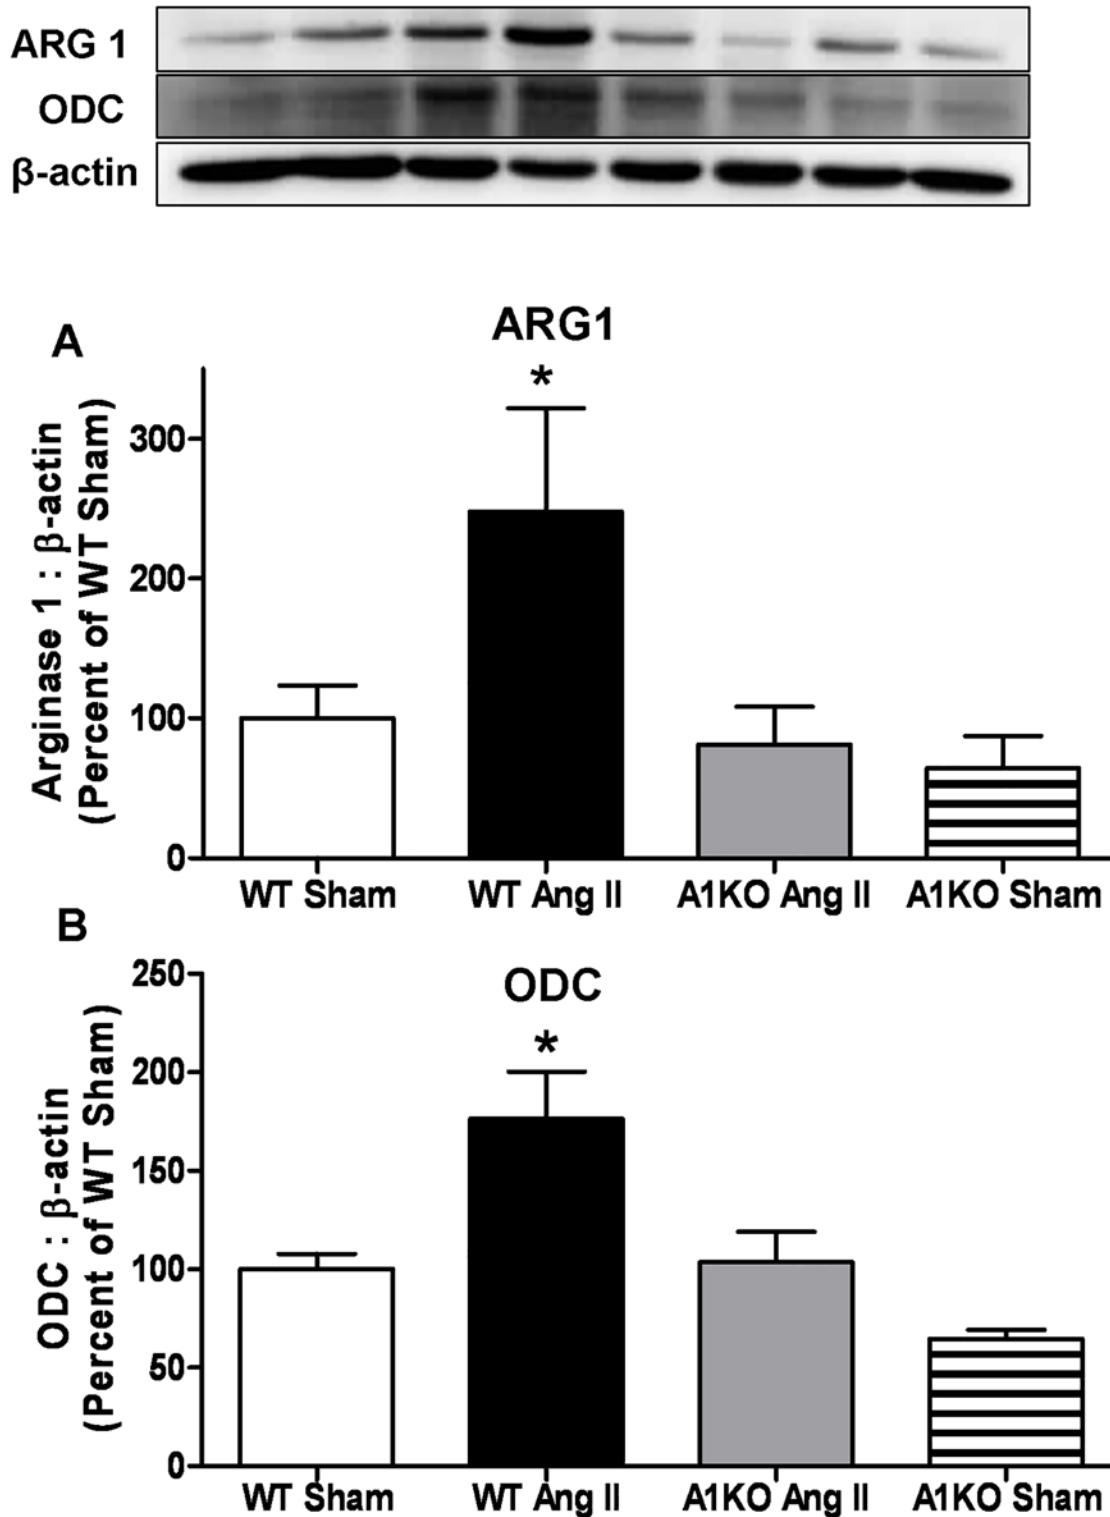 ARG 1
ODC
β-actin
A
ARG1
*
Arginase 1 : β-actin
(Percent of WT Sham)
300
200
100
0
WT Sham
WT Ang II
A1KO Ang II
A1KO Sham
B
ODC
*
ODC : β-actin
(Percent of WT Sham)
250
200
150
100
50
0
WT Sham
WT Ang II
A1KO Ang II
A1KO Sham